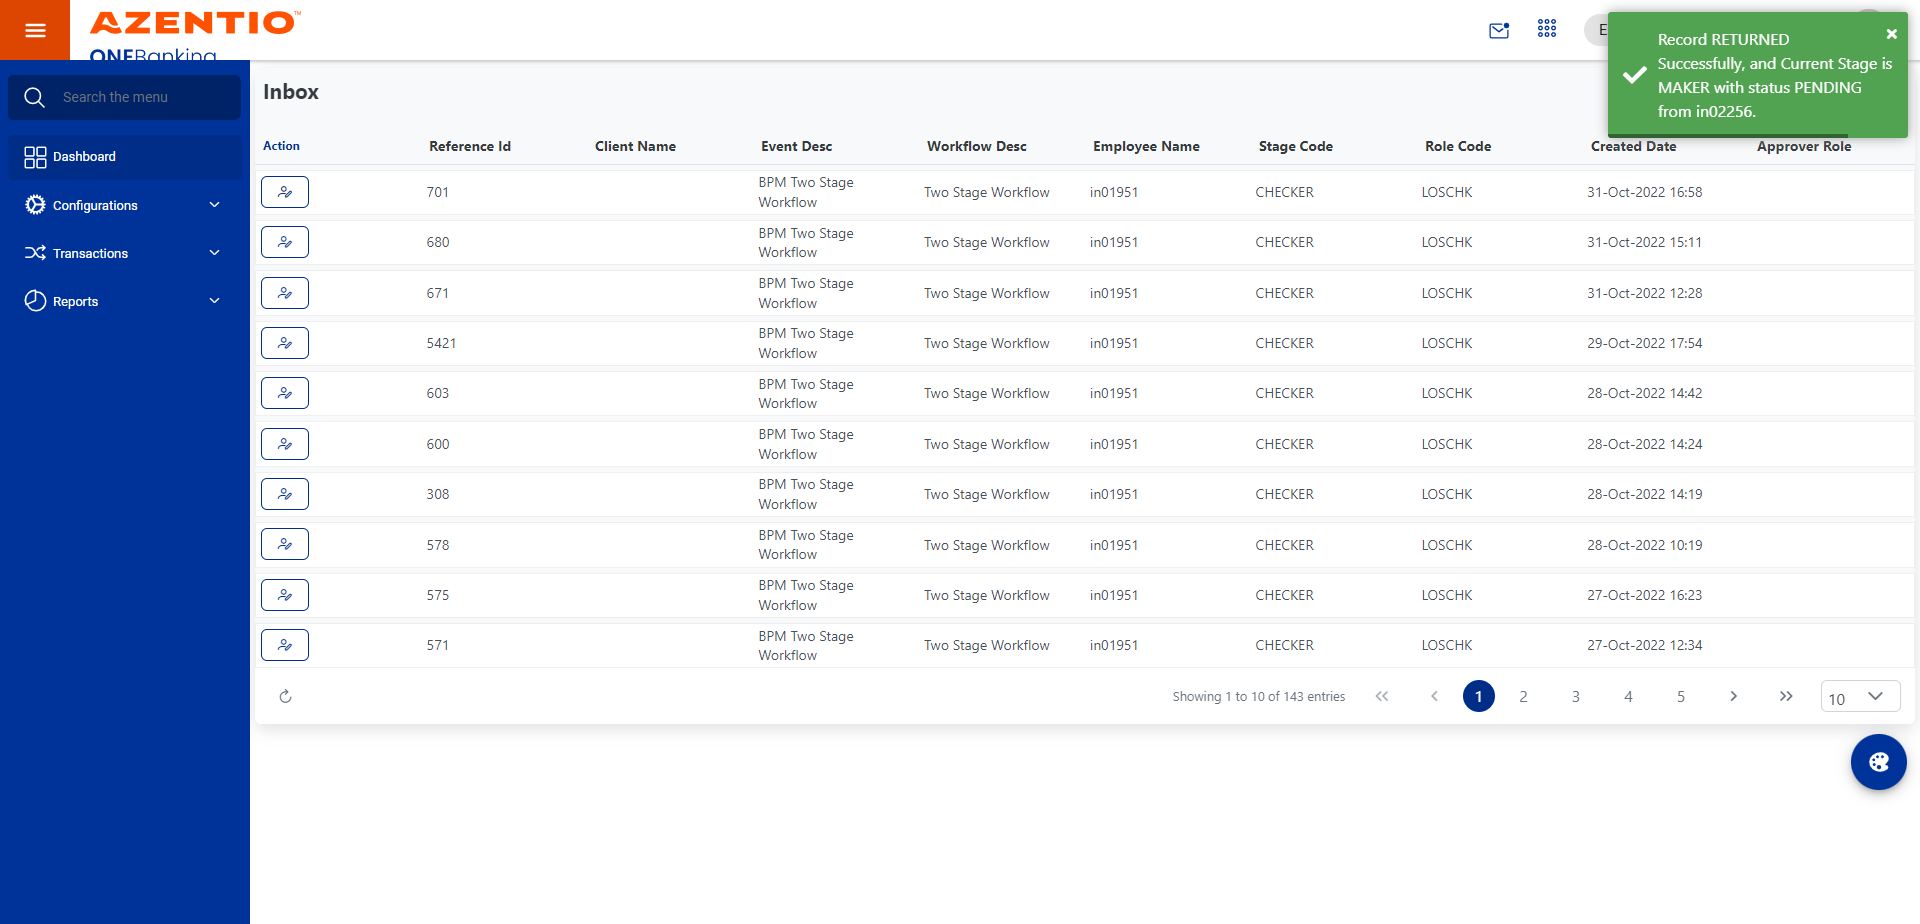 AZENTIO™
ONEBanking
E
Record RETURNED
Successfully, and Current Stage is
MAKER with status PENDING
from in02256.
Search the menu
Dashboard
Configurations
Transactions
Reports
Inbox
Action Reference Id Client Name Event Desc Workflow Desc Employee Name Stage Code Role Code Created Date Approver Role
701 BPM Two Stage Workflow Two Stage Workflow in01951 CHECKER LOSCHK 31-Oct-2022 16:58
680 BPM Two Stage Workflow Two Stage Workflow in01951 CHECKER LOSCHK 31-Oct-2022 15:11
671 BPM Two Stage Workflow Two Stage Workflow in01951 CHECKER LOSCHK 31-Oct-2022 12:28
5421 BPM Two Stage Workflow Two Stage Workflow in01951 CHECKER LOSCHK 29-Oct-2022 17:54
603 BPM Two Stage Workflow Two Stage Workflow in01951 CHECKER LOSCHK 28-Oct-2022 14:42
600 BPM Two Stage Workflow Two Stage Workflow in01951 CHECKER LOSCHK 28-Oct-2022 14:24
308 BPM Two Stage Workflow Two Stage Workflow in01951 CHECKER LOSCHK 28-Oct-2022 14:19
578 BPM Two Stage Workflow Two Stage Workflow in01951 CHECKER LOSCHK 28-Oct-2022 10:19
575 BPM Two Stage Workflow Two Stage Workflow in01951 CHECKER LOSCHK 27-Oct-2022 16:23
571 BPM Two Stage Workflow Two Stage Workflow in01951 CHECKER LOSCHK 27-Oct-2022 12:34
Showing 1 to 10 of 143 entries 1 2 3 4 5 10